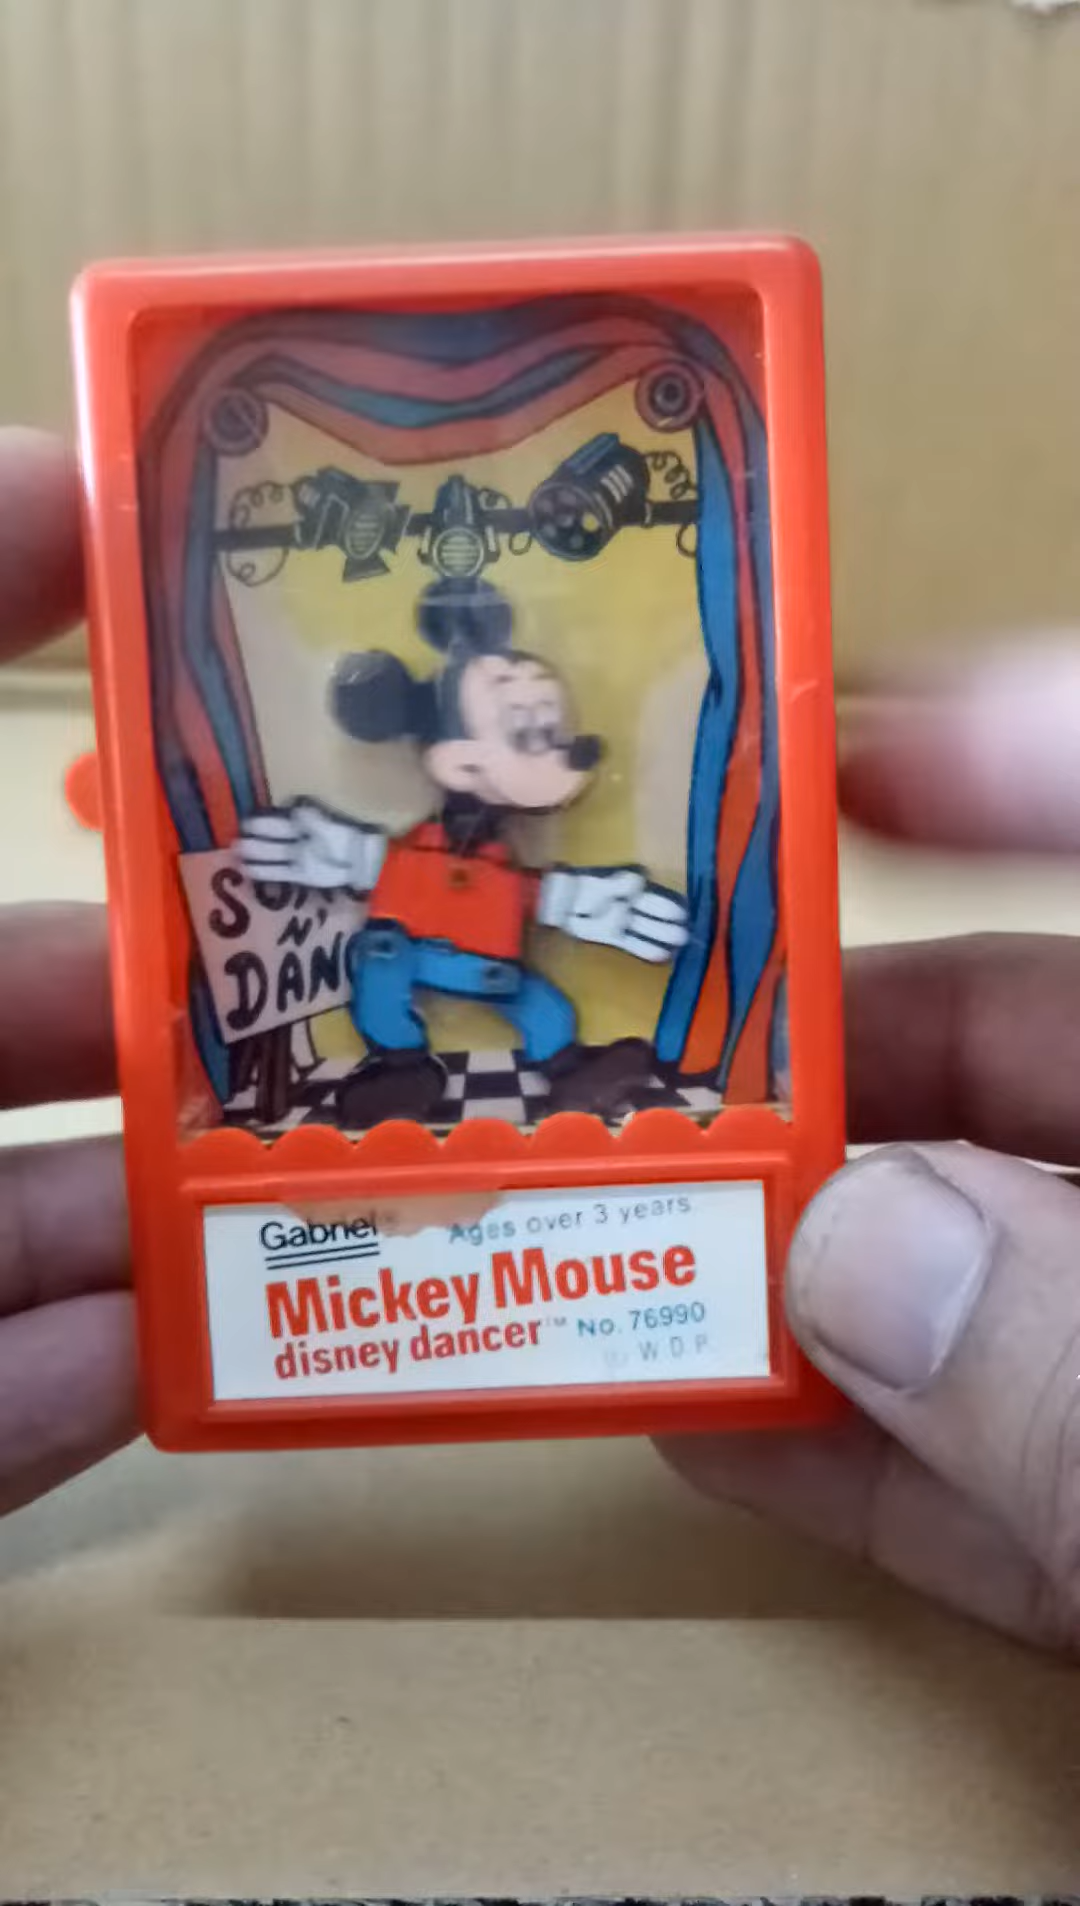 N'
Gabriel
Ages over 3 years
Mickey Mouse
disney dancer™ No. 76990
© W.D.P.